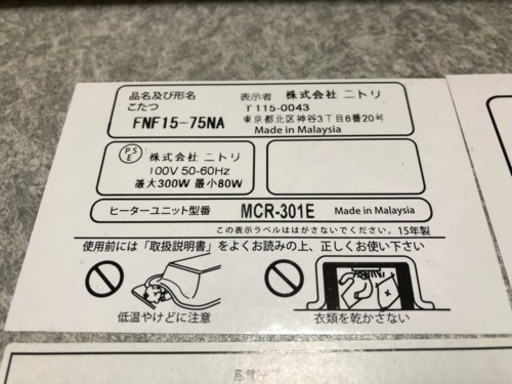 品名及び形名
こたつ
FNF15-75NA
表示者 株式会社 ニトリ
〒115-0043
東京都北区神谷3丁目6番20号
Made in Malaysia
PSE 株式会社 ニトリ
100V 50-60Hz
最大300W 最小80W
ヒーターユニット型番 MCR-301E Made in Malaysia
この表示ラベルははがさないでください。 15年製
使用前には「取扱説明書」をよくお読みの上、正しくお使い下さい
低温やけどに注意
衣類を乾かさない